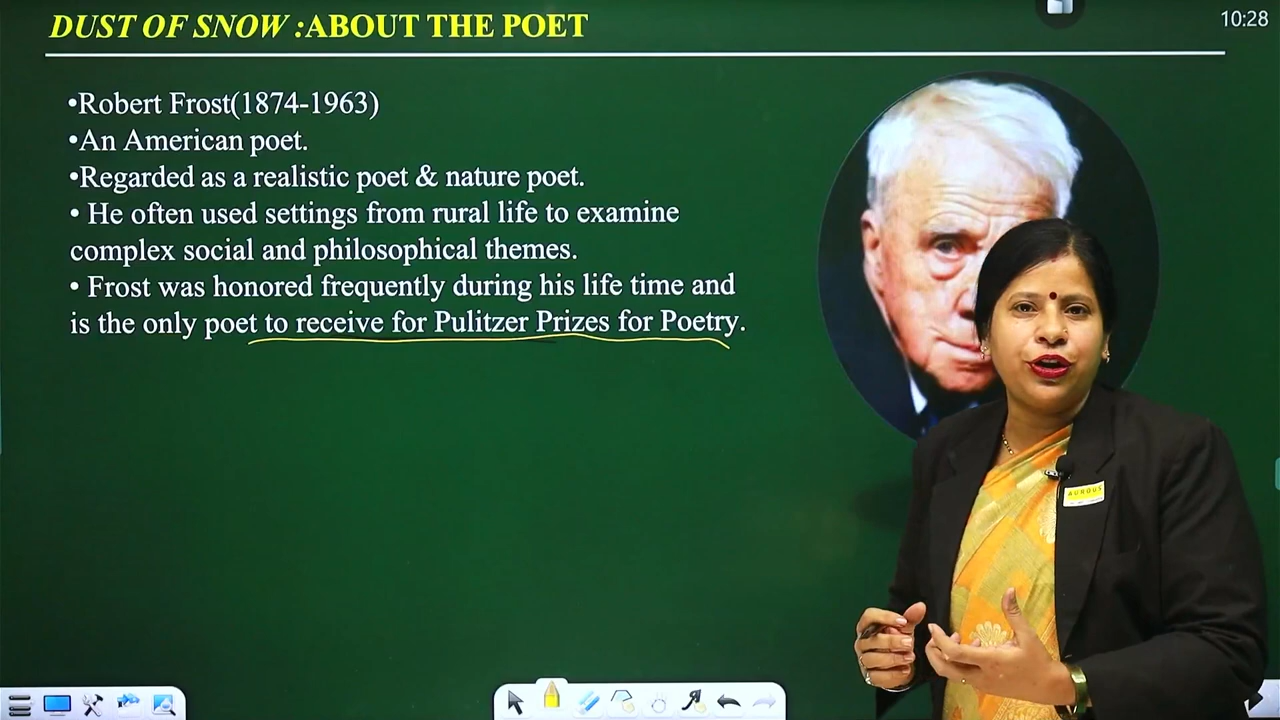 DUST OF SNOW :ABOUT THE POET
10:28
•Robert Frost(1874-1963)
•An American poet.
•Regarded as a realistic poet & nature poet.
• He often used settings from rural life to examine
complex social and philosophical themes.
• Frost was honored frequently during his life time and
is the only poet to receive for Pulitzer Prizes for Poetry.
AUROUS